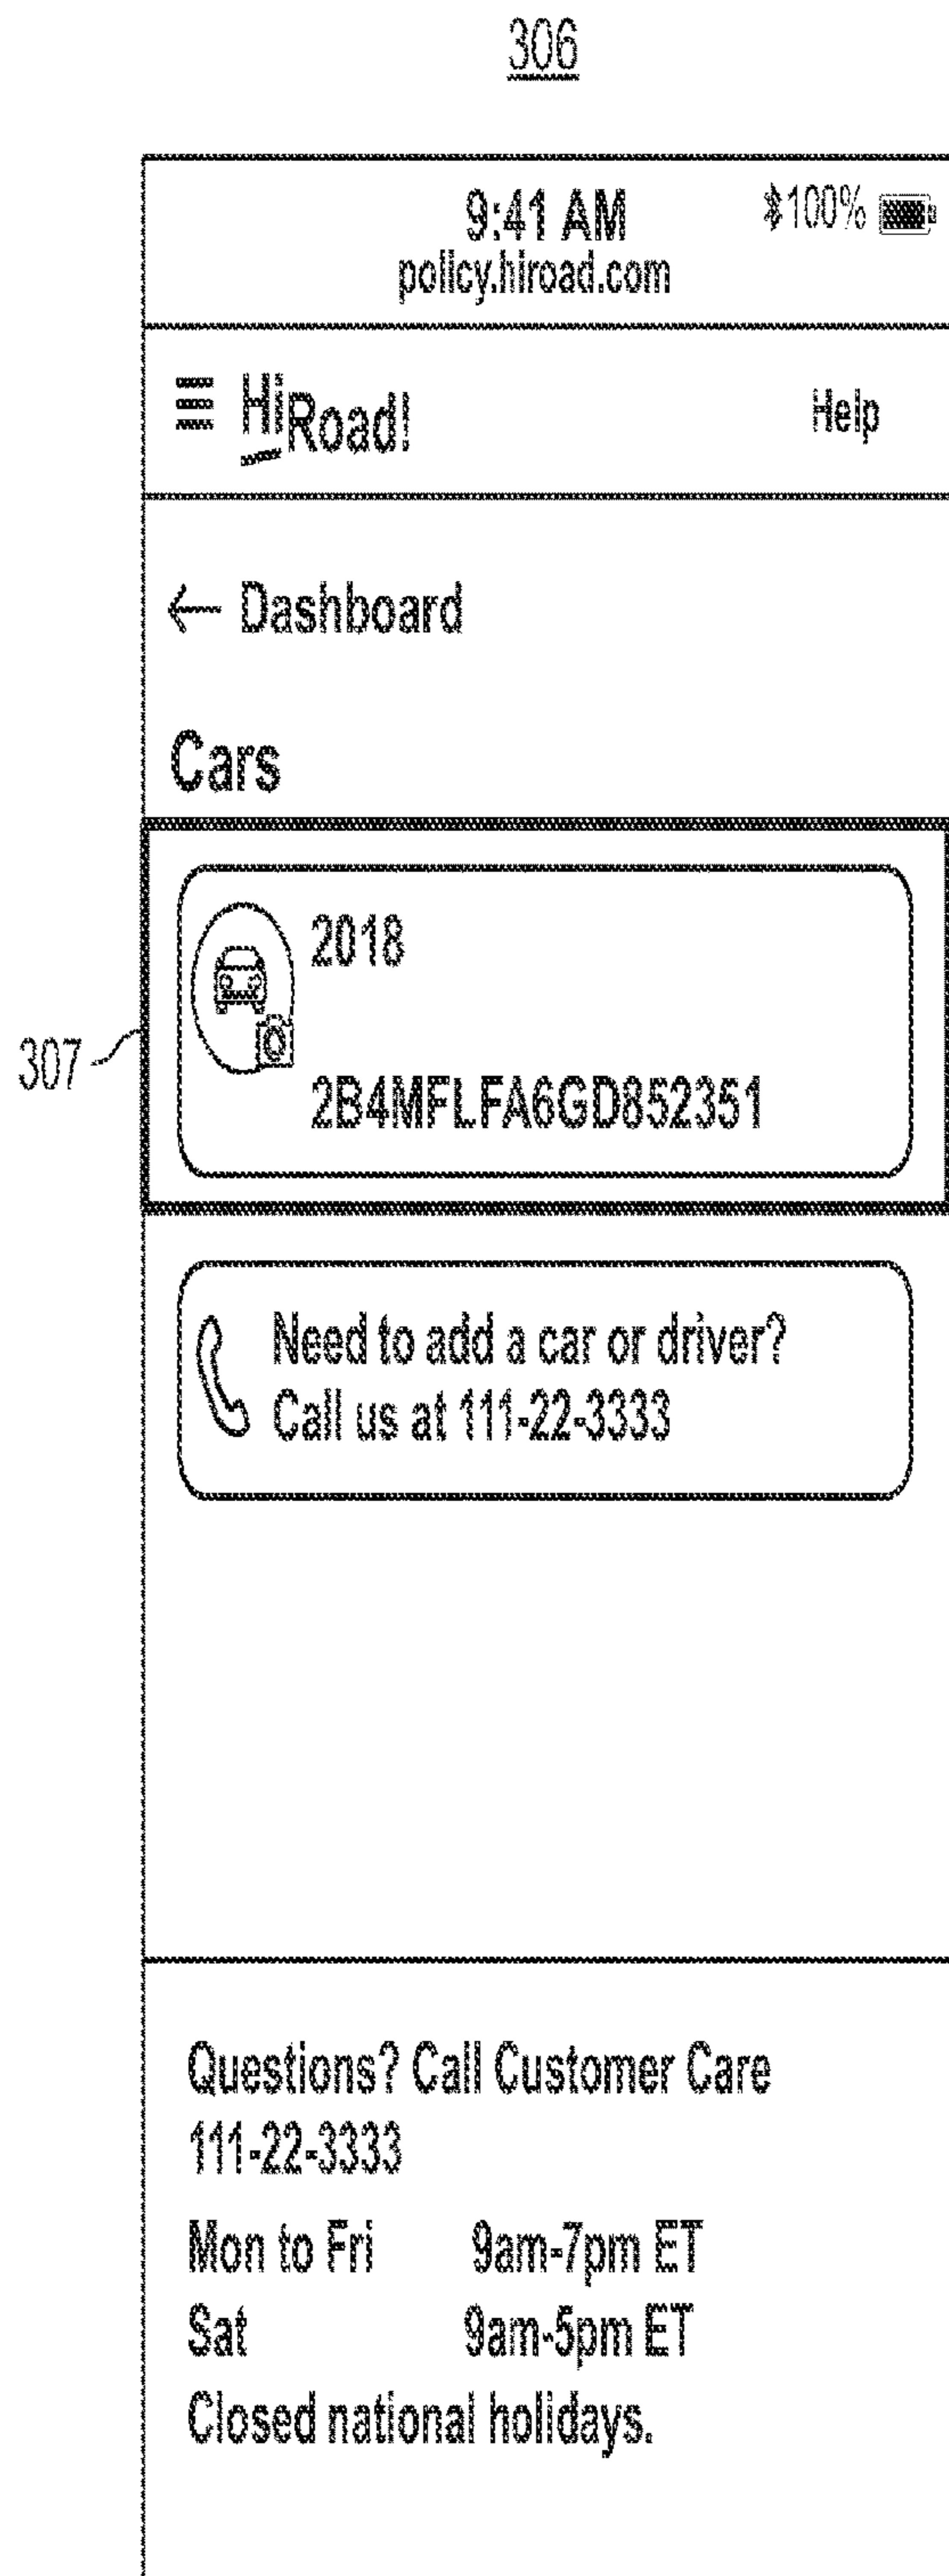 306
9:41 AM
100%
policy.hiroad.com
HiRoad!
Help
← Dashboard
Cars
2018
307
2B4MFLFA6GD852351
Need to add a car or driver?
Call us at 111-22-3333
Questions? Call Customer Care
111-22-3333
Mon to Fri 9am-7pm ET
Sat 9am-5pm ET
Closed national holidays.